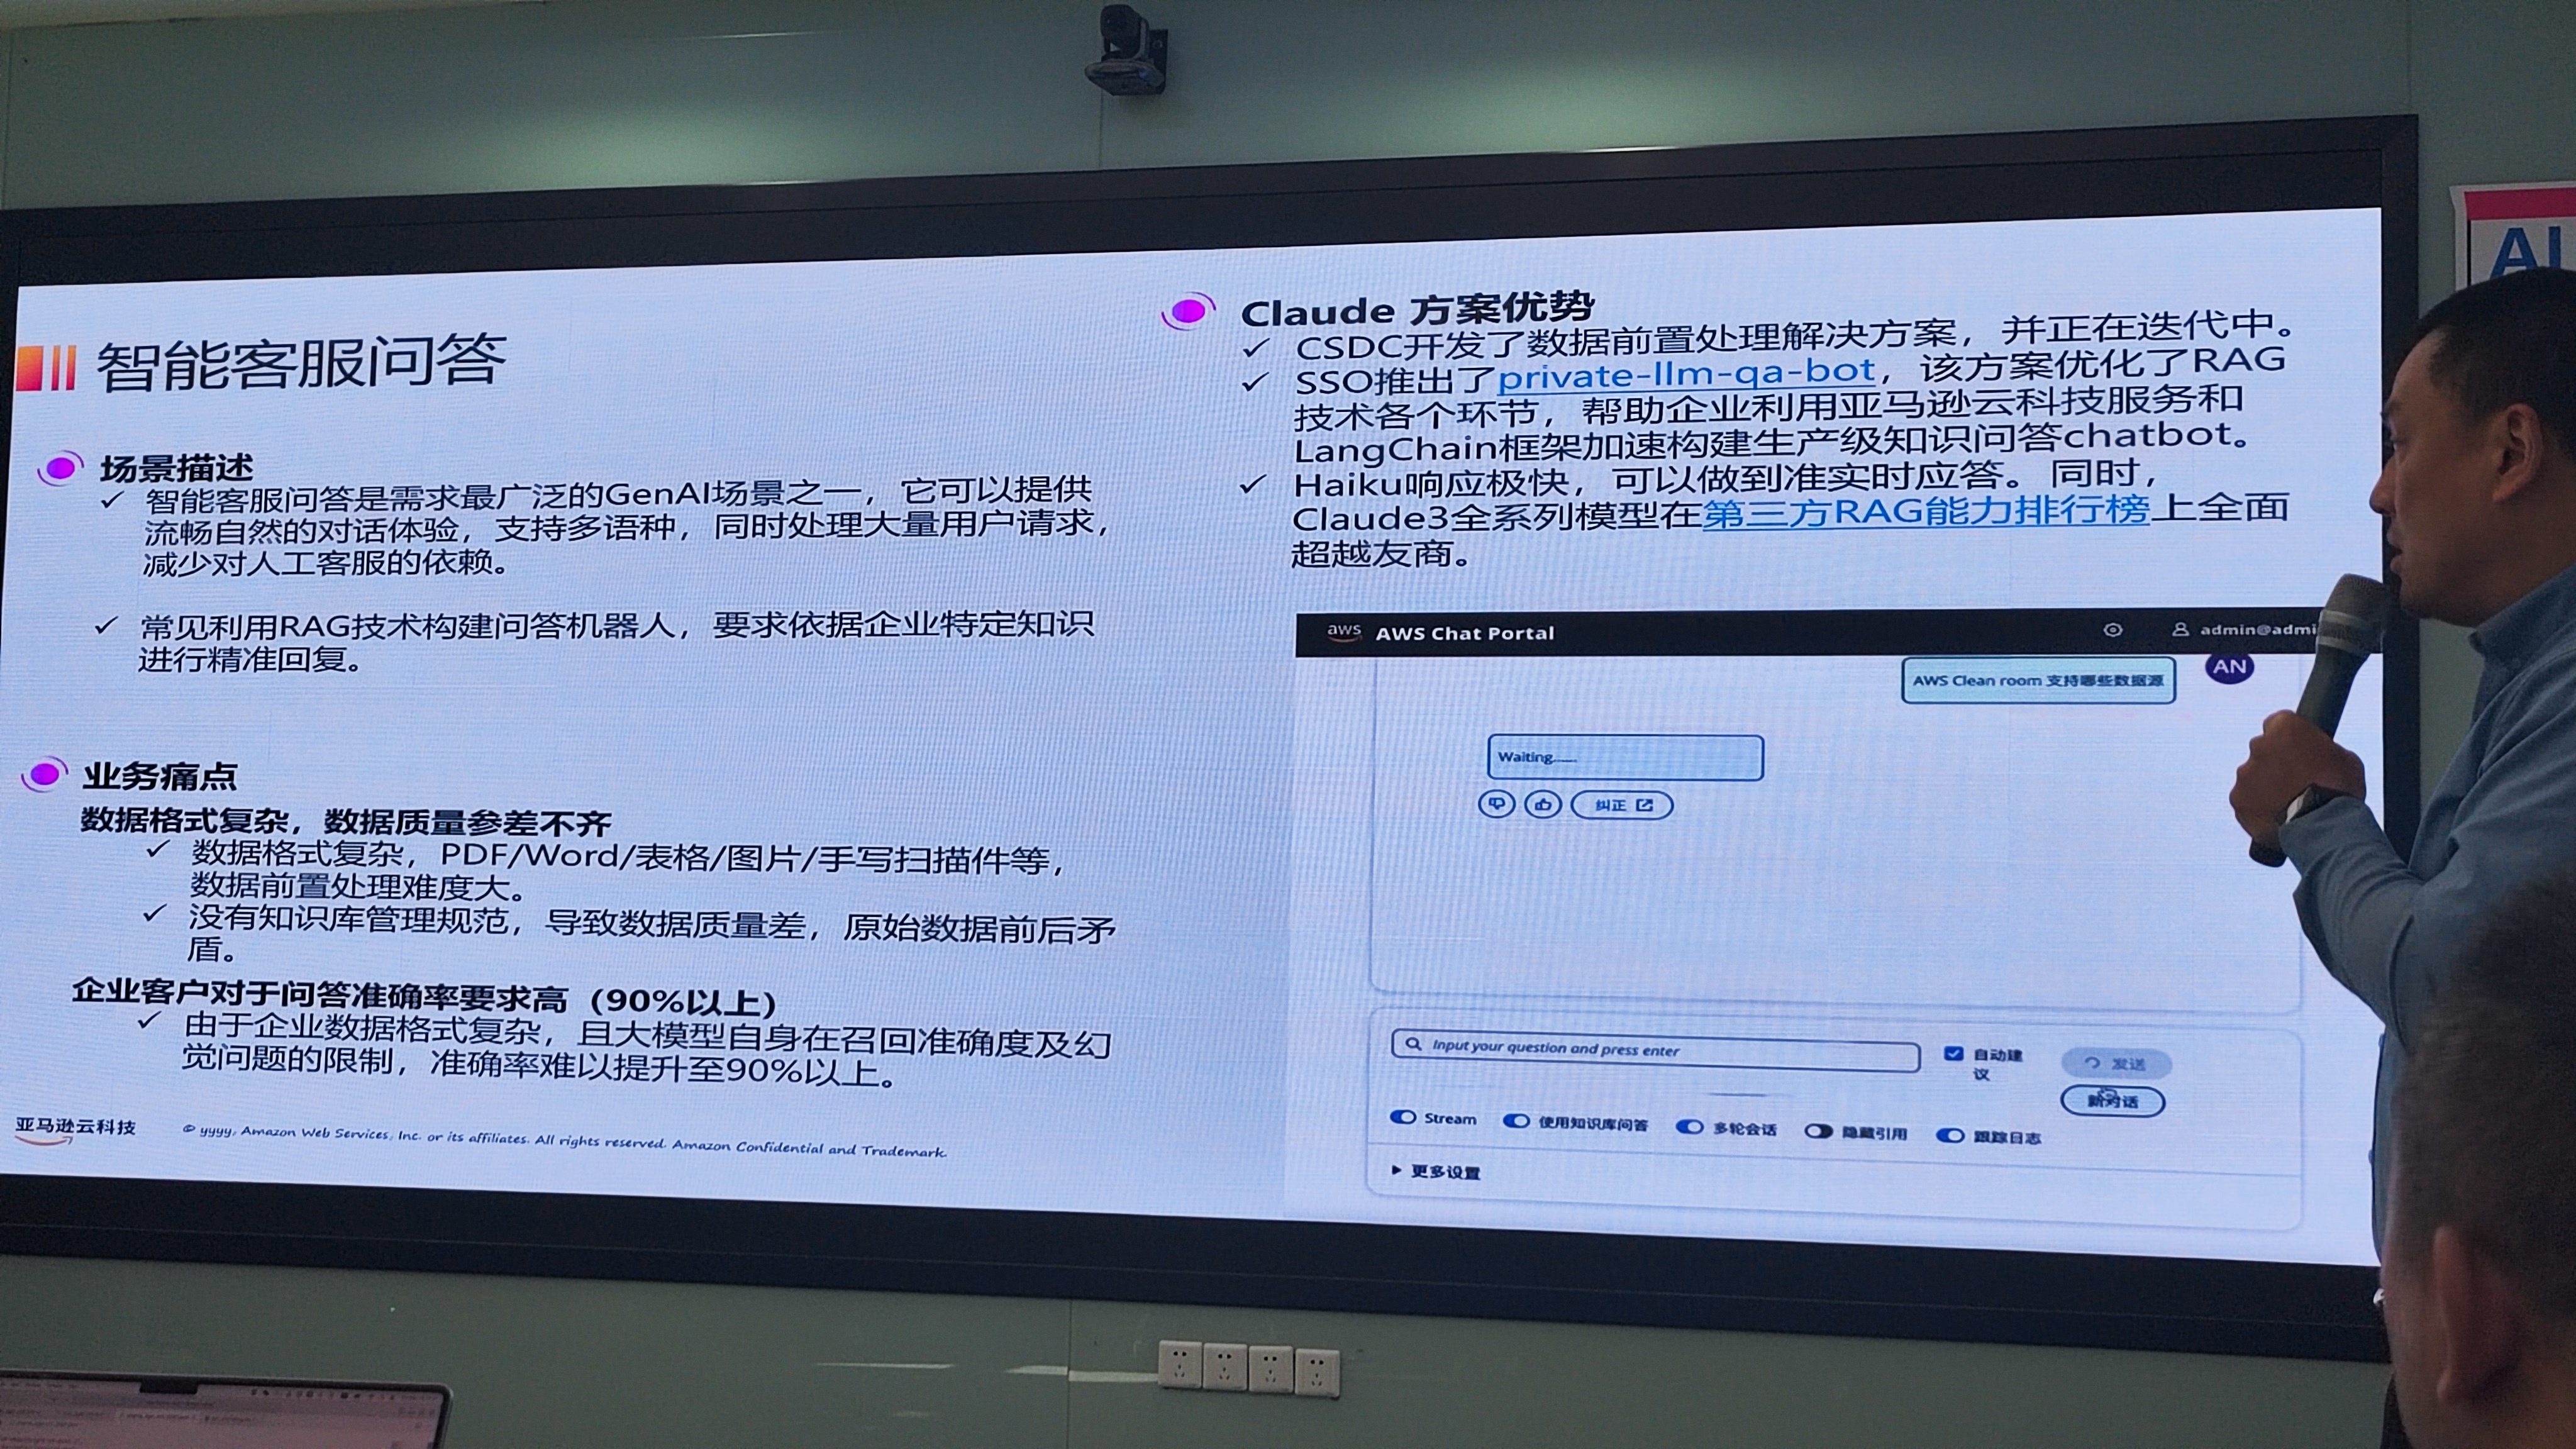 智能客服问答
场景描述
✓ 智能客服问答是需求最广泛的GenAI场景之一，它可以提供
流畅自然的对话体验，支持多语种，同时处理大量用户请求，
减少对人工客服的依赖。
✓ 常见利用RAG技术构建问答机器人，要求依据企业特定知识
进行精准回复。
业务痛点
数据格式复杂，数据质量参差不齐
✓ 数据格式复杂，PDF/Word/表格/图片/手写扫描件等，
数据前置处理难度大。
✓ 没有知识库管理规范，导致数据质量差，原始数据前后矛
盾。
企业客户对于问答准确率要求高（90%以上）
✓ 由于企业数据格式复杂，且大模型自身在召回准确度及幻
觉问题的限制，准确率难以提升至90%以上。
亚马逊云科技
© yyyy, Amazon Web Services, Inc. or its affiliates. All rights reserved. Amazon Confidential and Trademark.
Claude 方案优势
✓ CSDC开发了数据前置处理解决方案，并正在迭代中。
✓ SSO推出了private-llm-qa-bot，该方案优化了RAG
技术各个环节，帮助企业利用亚马逊云科技服务和
LangChain框架加速构建生产级知识问答chatbot。
✓ Haiku响应极快，可以做到准实时应答。同时，
Claude3全系列模型在第三方RAG能力排行榜上全面
超越友商。
aws AWS Chat Portal admin@admi
AWS Clean room 支持哪些数据源 AN
Waiting......
纠正
Input your question and press enter
自动建
议
发送
新对话
Stream 使用知识库问答 多轮会话 隐藏引用 跟踪日志
更多设置
AI